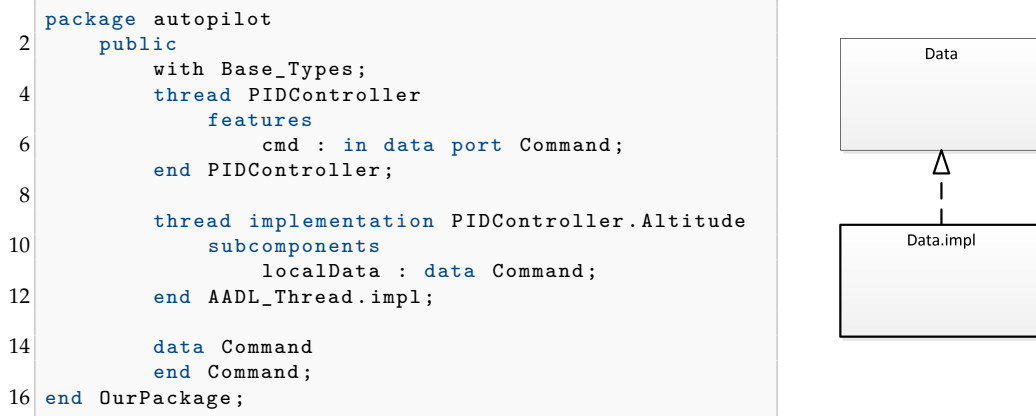 package autopilot
2 public
with Base_Types;
4 thread PIDController
features
6 cmd : in data port Command;
end PIDController;
8
thread implementation PIDController.Altitude
10 subcomponents
localData : data Command;
12 end AADL_Thread.impl;
14 data Command
end Command;
16 end OurPackage;
Data
Data.impl